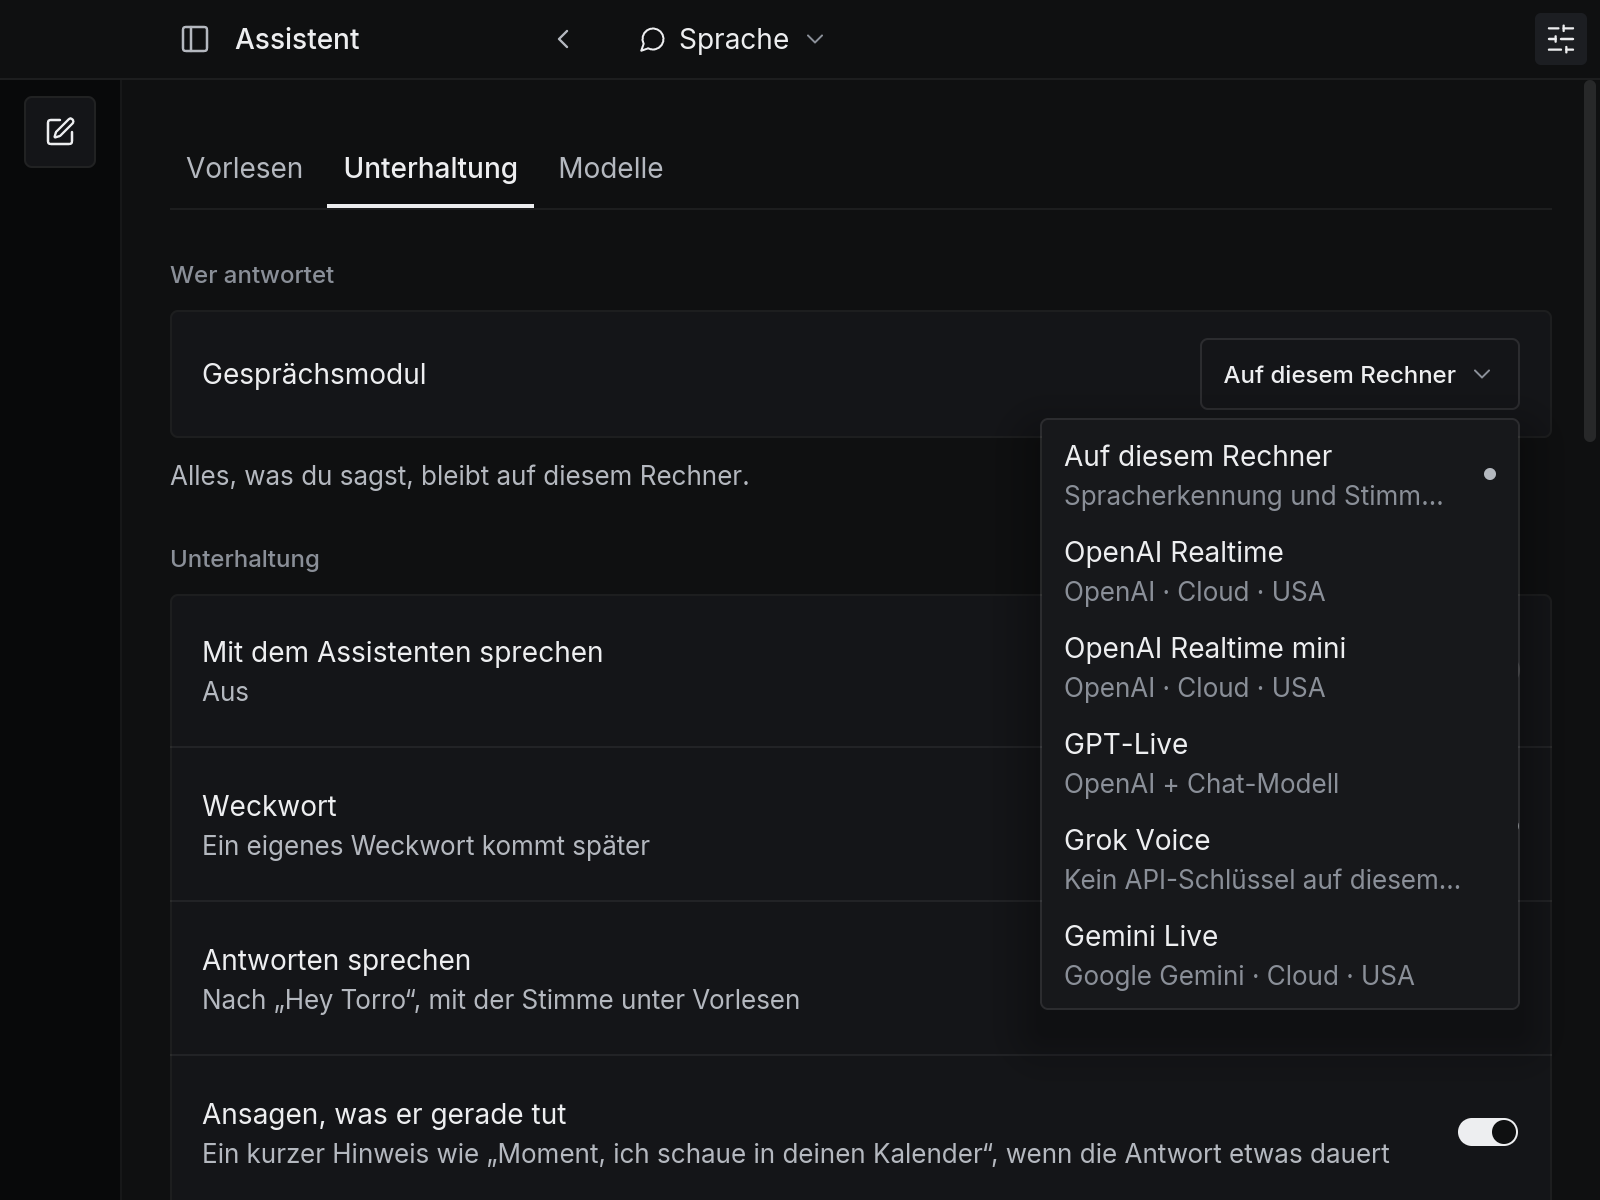 Assistent
Sprache
Vorlesen
Unterhaltung
Modelle
Wer antwortet
Gesprächsmodul
Auf diesem Rechner
Alles, was du sagst, bleibt auf diesem Rechner.
Auf diesem Rechner
Spracherkennung und Stimm...
OpenAI Realtime
OpenAI · Cloud · USA
OpenAI Realtime mini
OpenAI · Cloud · USA
GPT-Live
OpenAI + Chat-Modell
Grok Voice
Kein API-Schlüssel auf diesem...
Gemini Live
Google Gemini · Cloud · USA
Unterhaltung
Mit dem Assistenten sprechen
Aus
Weckwort
Ein eigenes Weckwort kommt später
Antworten sprechen
Nach „Hey Torro“, mit der Stimme unter Vorlesen
Ansagen, was er gerade tut
Ein kurzer Hinweis wie „Moment, ich schaue in deinen Kalender“, wenn die Antwort etwas dauert